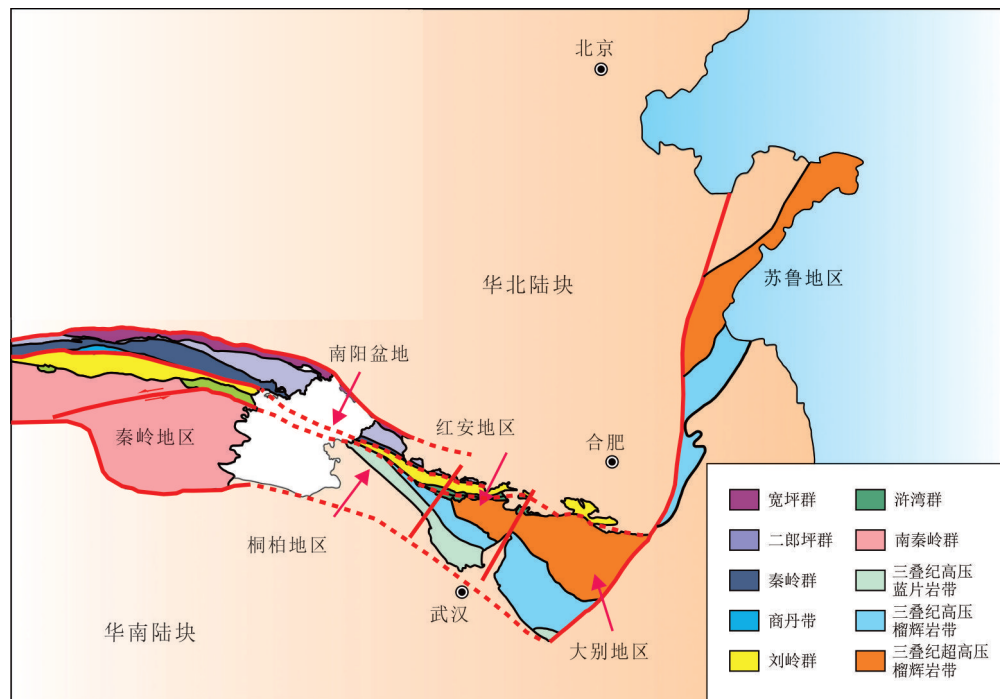 北京
华北陆块
苏鲁地区
南阳盆地
红安地区
秦岭地区
合肥
桐柏地区
武汉
华南陆块
大别地区
宽坪群
浒湾群
二郎坪群
南秦岭群
秦岭群
三叠纪高压
蓝片岩带
商丹带
三叠纪高压
榴辉岩带
刘岭群
三叠纪超高压
榴辉岩带